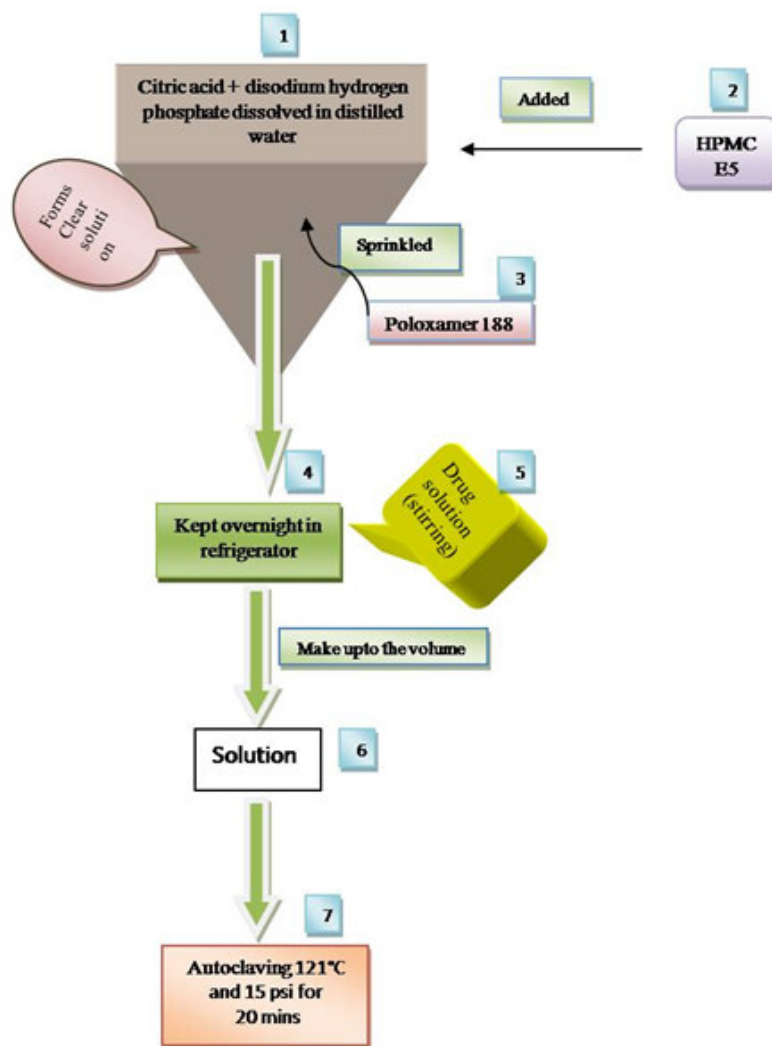 1
Citric acid + disodium hydrogen
phosphate dissolved in distilled
water
Added
2
HPMC
E5
Forms
Clear
soluti
on
Sprinkled
3
Poloxamer 188
4
Kept overnight in
refrigerator
5
Drug
solution
(stirring)
Make upto the volume
Solution
6
7
Autoclaving 121°C
and 15 psi for
20 mins